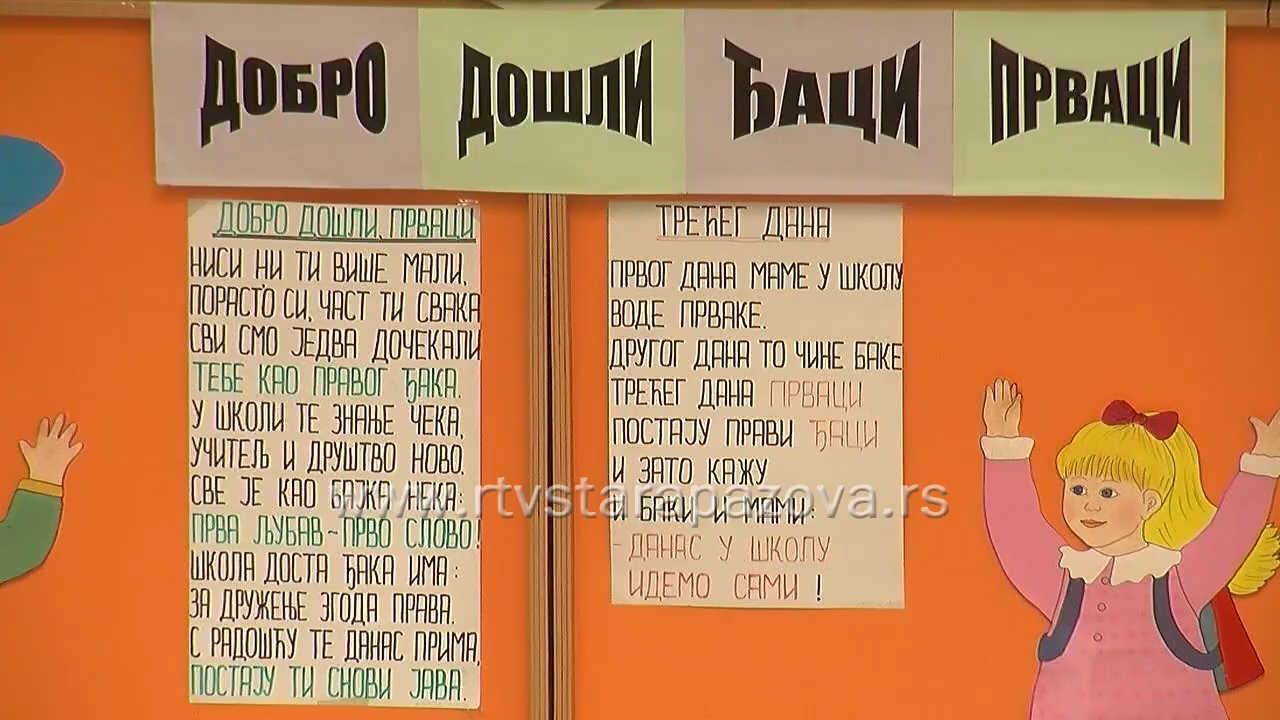 ДОБРО ДОШЛИ ЂАЦИ ПРВАЦИ
ДОБРО ДОШЛИ, ПРВАЦИ
НИСИ НИ ТИ ВИШЕ МАЛИ,
ПОРАСТО СИ, ЧАСТ ТИ СВАКА
СВИ СМО ЈЕДВА ДОЧЕКАЛИ
ТЕБЕ КАО ПРАВОГ ЂАКА.
У ШКОЛИ ТЕ ЗНАЊЕ ЧЕКА,
УЧИТЕЉ И ДРУШТВО НОВО.
СВЕ ЈЕ КАО БАЈКА НЕКА:
ПРВА ЉУБАВ-ПРВО СЛОВО!
ШКОЛА ДОСТА ЂАКА ИМА:
ЗА ДРУЖЕЊЕ ЗГОДА ПРАВА.
С РАДОШЋУ ТЕ ДАНАС ПРИМА,
ПОСТАЈУ ТИ СНОВИ ЈАВА.
ТРЕЋЕГ ДАНА
ПРВОГ ДАНА МАМЕ У ШКОЛУ
ВОДЕ ПРВАКЕ.
ДРУГОГ ДАНА ТО ЧИНЕ БАКЕ
ТРЕЋЕГ ДАНА ПРВАЦИ
ПОСТАЈУ ПРАВИ ЂАЦИ
И ЗАТО КАЖУ
И БАКИ И МАМИ:
-ДАНАС У ШКОЛУ
ИДЕМО САМИ!
www.rtvstarapazova.rs